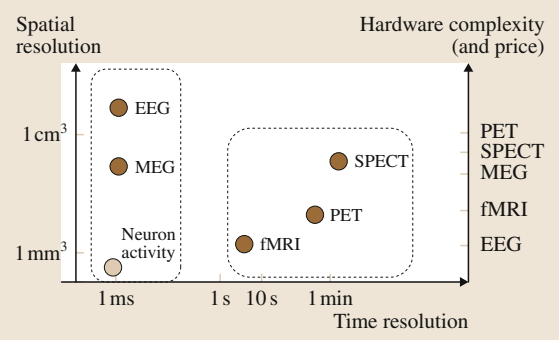 Spatial
resolution
Hardware complexity
(and price)
EEG
1 cm³
PET
SPECT
SPECT
MEG
MEG
PET
fMRI
Neuron
activity
fMRI
EEG
1 mm³
1 ms
1 s
10 s
1 min
Time resolution